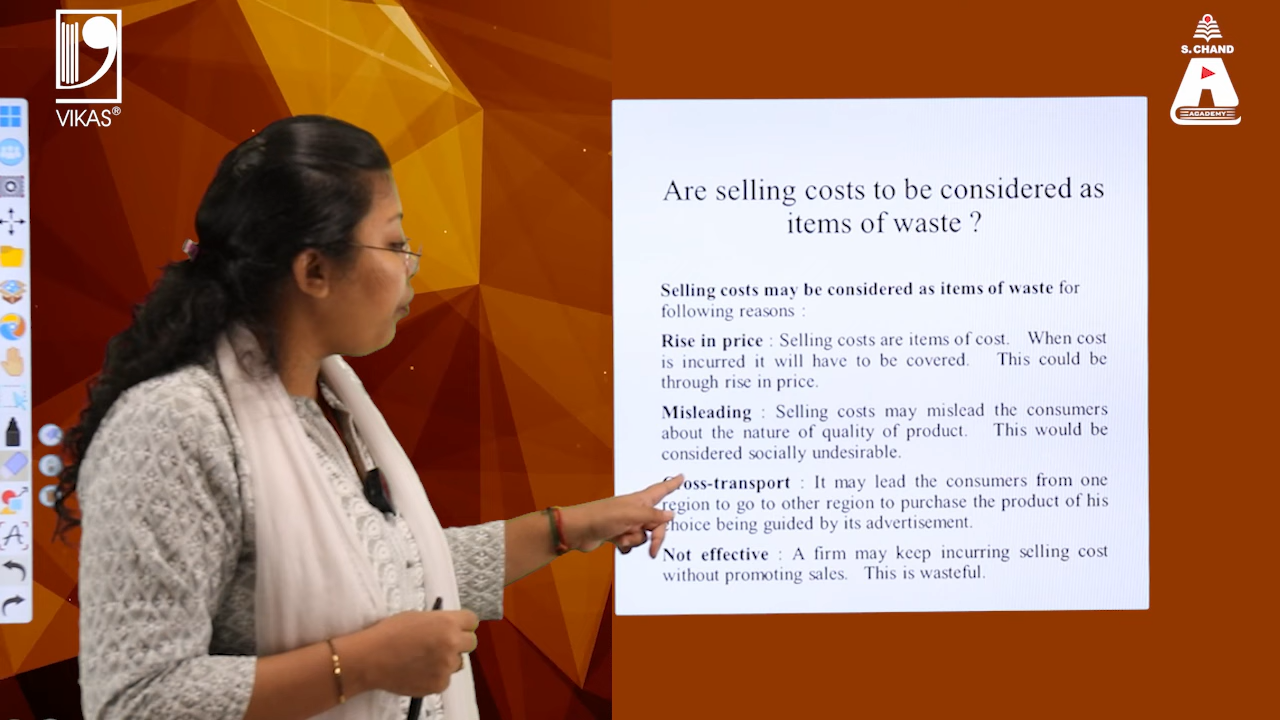 VIKAS®
S. CHAND
ACADEMY
Are selling costs to be considered as
items of waste ?
Selling costs may be considered as items of waste for
following reasons :
Rise in price : Selling costs are items of cost. When cost
is incurred it will have to be covered. This could be
through rise in price.
Misleading : Selling costs may mislead the consumers
about the nature of quality of product. This would be
considered socially undesirable.
Cross-transport : It may lead the consumers from one
region to go to other region to purchase the product of his
choice being guided by its advertisement.
Not effective : A firm may keep incurring selling cost
without promoting sales. This is wasteful.